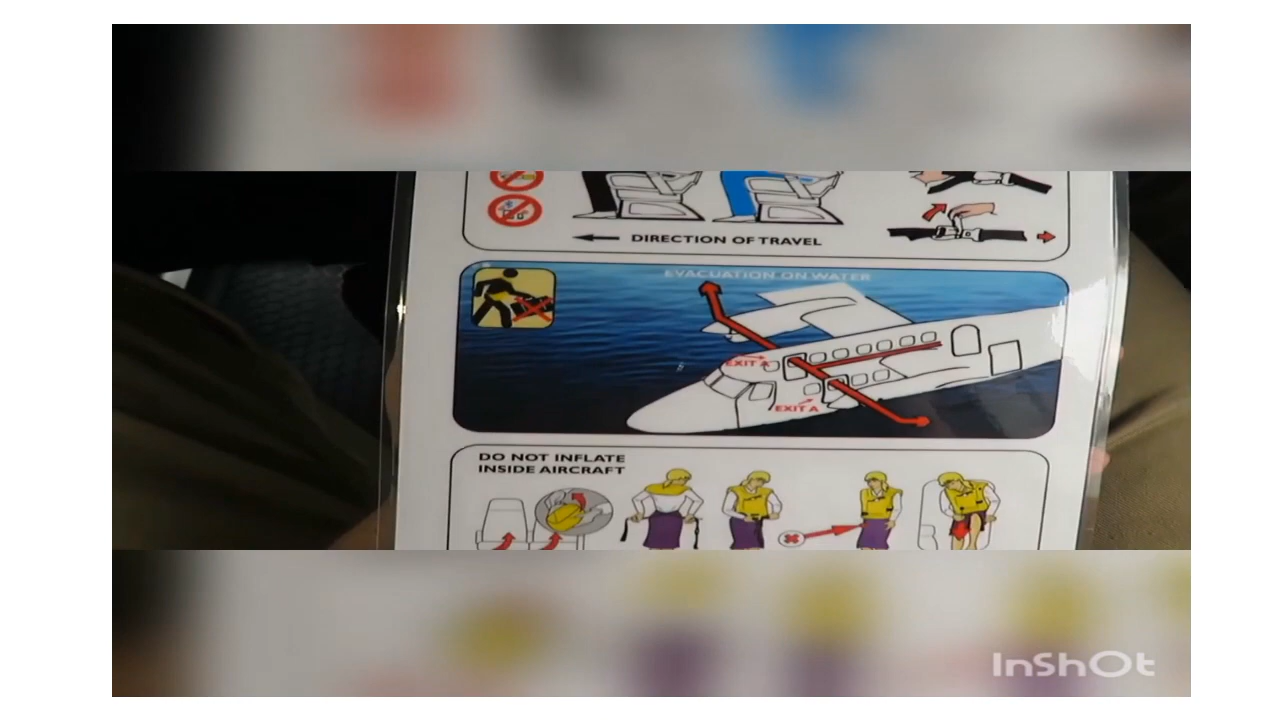 DIRECTION OF TRAVEL
EVACUATION ON WATER
EXIT A
EXIT A
DO NOT INFLATE
INSIDE AIRCRAFT
InShOt